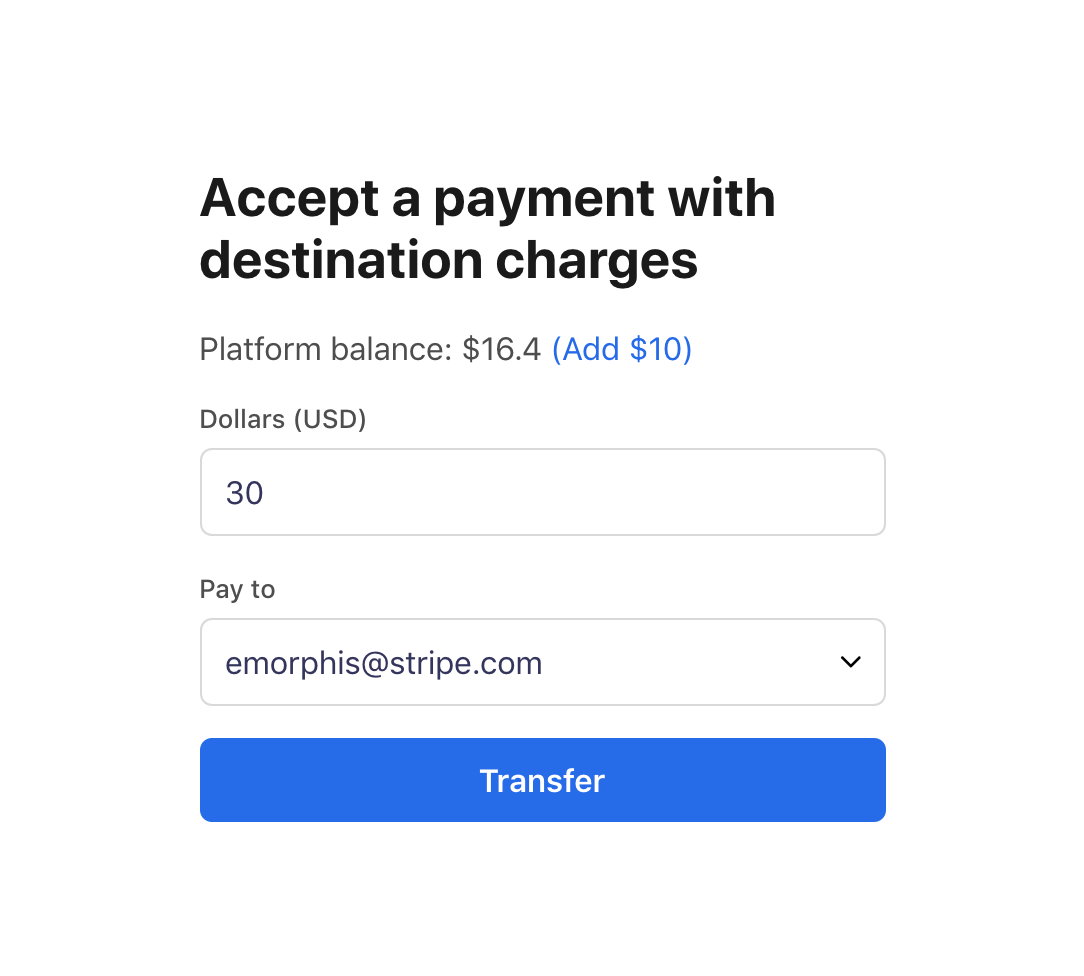 Accept a payment with
destination charges
Platform balance: $16.4 (Add $10)
Dollars (USD)
30
Pay to
emorphis@stripe.com
Transfer